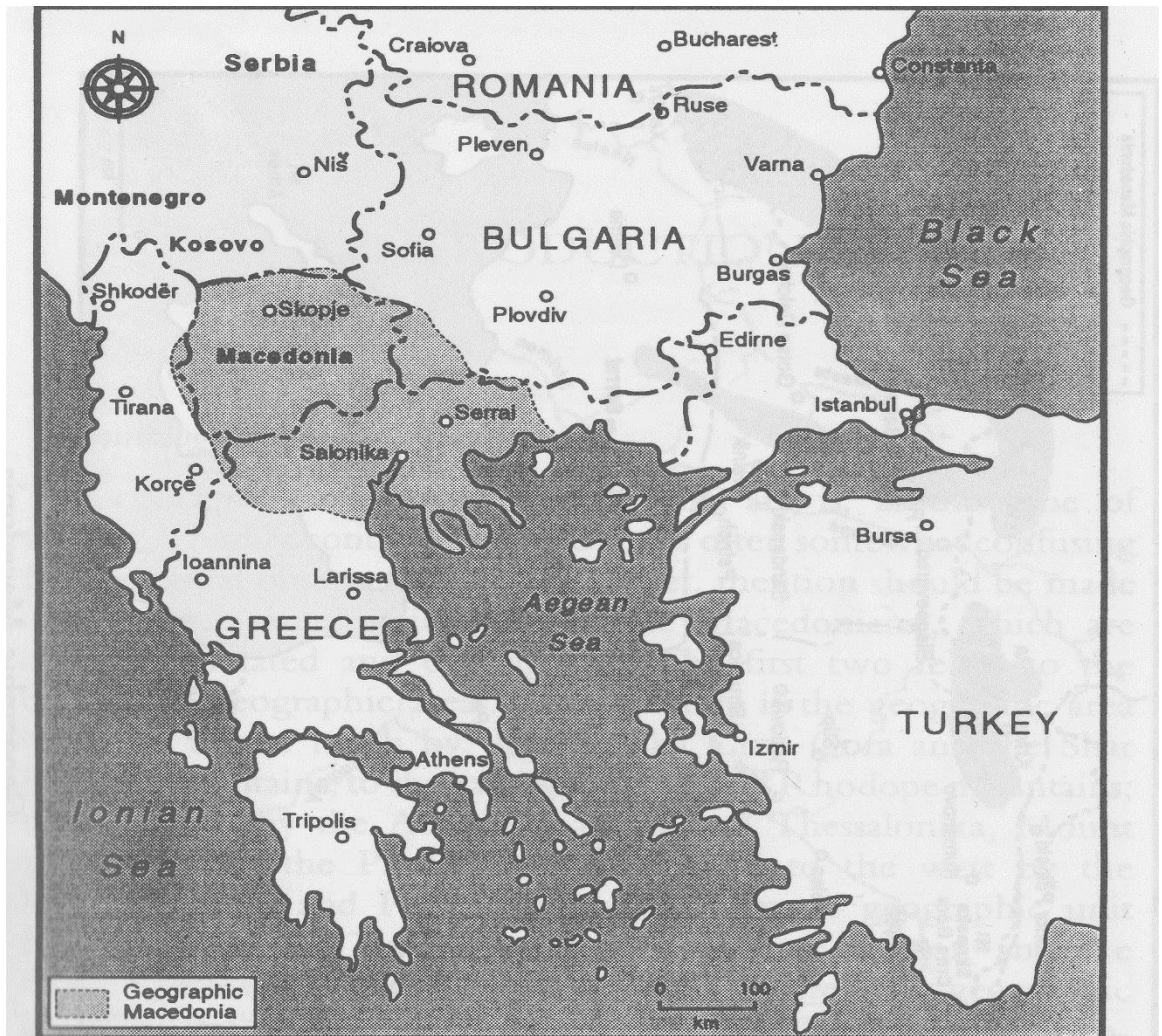 N
Craiova
Bucharest
Serbia
Constanta
ROMANIA
Ruse
Pleven
Niš
Varna
Montenegro
Kosovo
Sofia
BULGARIA
Black
Sea
Burgas
Shkodër
Skopje
Plovdiv
Edirne
Macedonia
Tirana
Serrai
Istanbul
Salonika
Korçë
Bursa
Ioannina
Larissa
Aegean
Sea
GREECE
TURKEY
Izmir
Athens
Ionian
Sea
Tripolis
Geographic
Macedonia
0 100
km